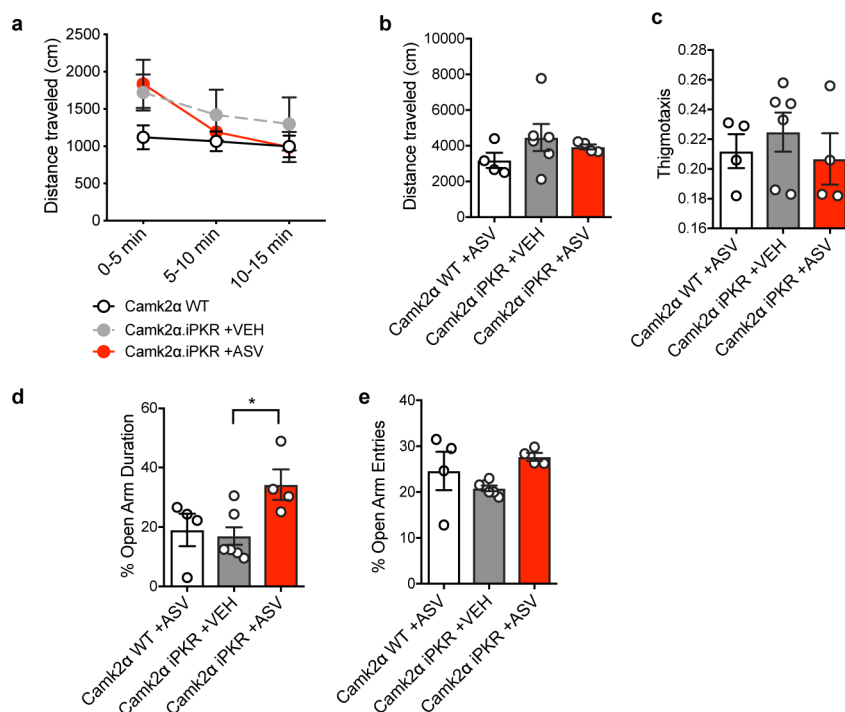 a
Distance traveled (cm)
2500
2000
1500
1000
500
0
0-5 min
5-10 min
10-15 min
Camk2α WT
Camk2α.iPKR +VEH
Camk2α.iPKR +ASV
b
Distance traveled (cm)
10000
8000
6000
4000
2000
0
Camk2α WT +ASV
Camk2α iPKR +VEH
Camk2α iPKR +ASV
c
Thigmotaxis
0.28
0.26
0.24
0.22
0.20
0.18
0.16
Camk2α WT +ASV
Camk2α iPKR +VEH
Camk2α iPKR +ASV
d
% Open Arm Duration
60
40
20
0
*
Camk2α WT +ASV
Camk2α iPKR +VEH
Camk2α iPKR +ASV
e
% Open Arm Entries
40
30
20
10
0
Camk2α WT +ASV
Camk2α iPKR +VEH
Camk2α iPKR +ASV